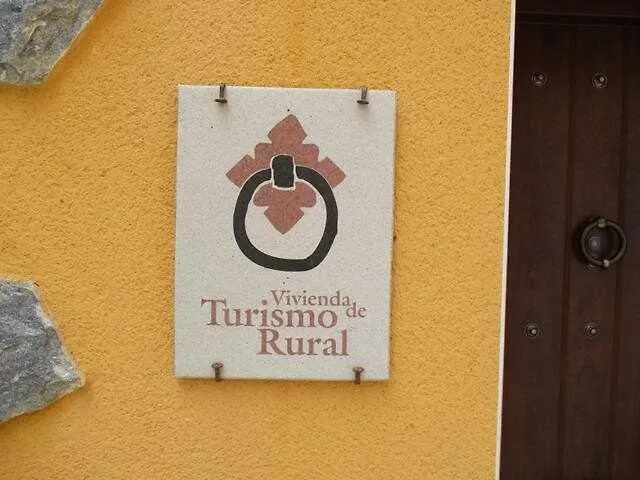 Vivienda de
Turismo
Rural